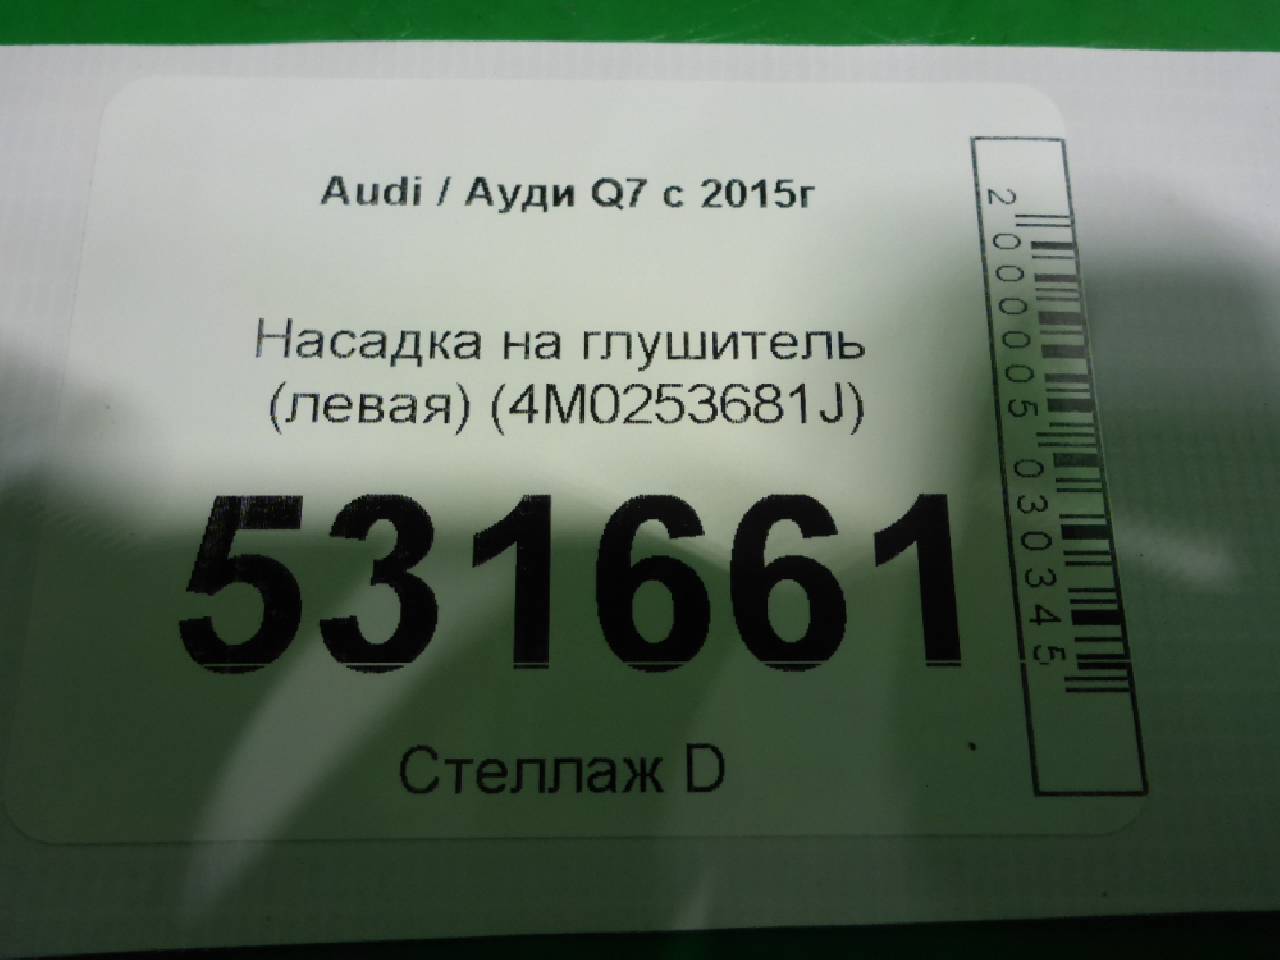 Audi / Ауди Q7 с 2015г
Насадка на глушитель
(левая) (4M0253681J)
531661
Стеллаж D
2000005030345